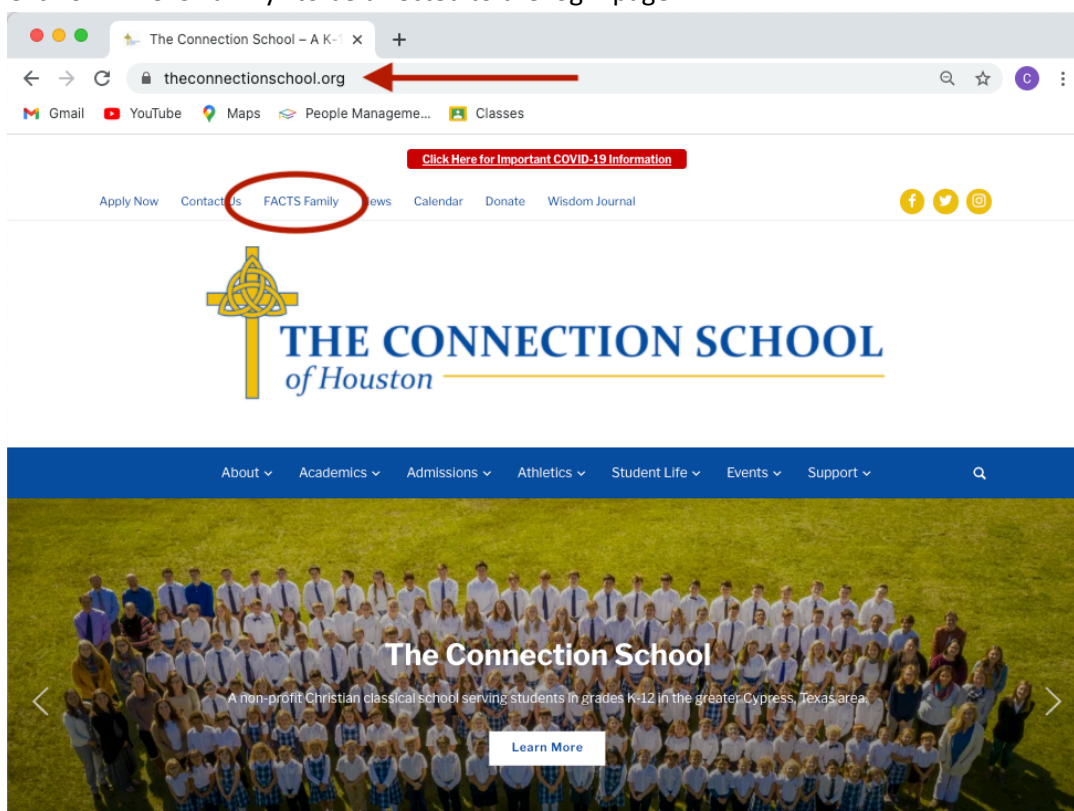 The Connection School – A K-1
theconnectionschool.org
C
Gmail YouTube Maps People Manageme... Classes
Click Here for Important COVID-19 Information
Apply Now Contact Us FACTS Family News Calendar Donate Wisdom Journal
THE CONNECTION SCHOOL
of Houston
About Academics Admissions Athletics Student Life Events Support
The Connection School
A non-profit Christian classical school serving students in grades K-12 in the greater Cypress, Texas area.
Learn More